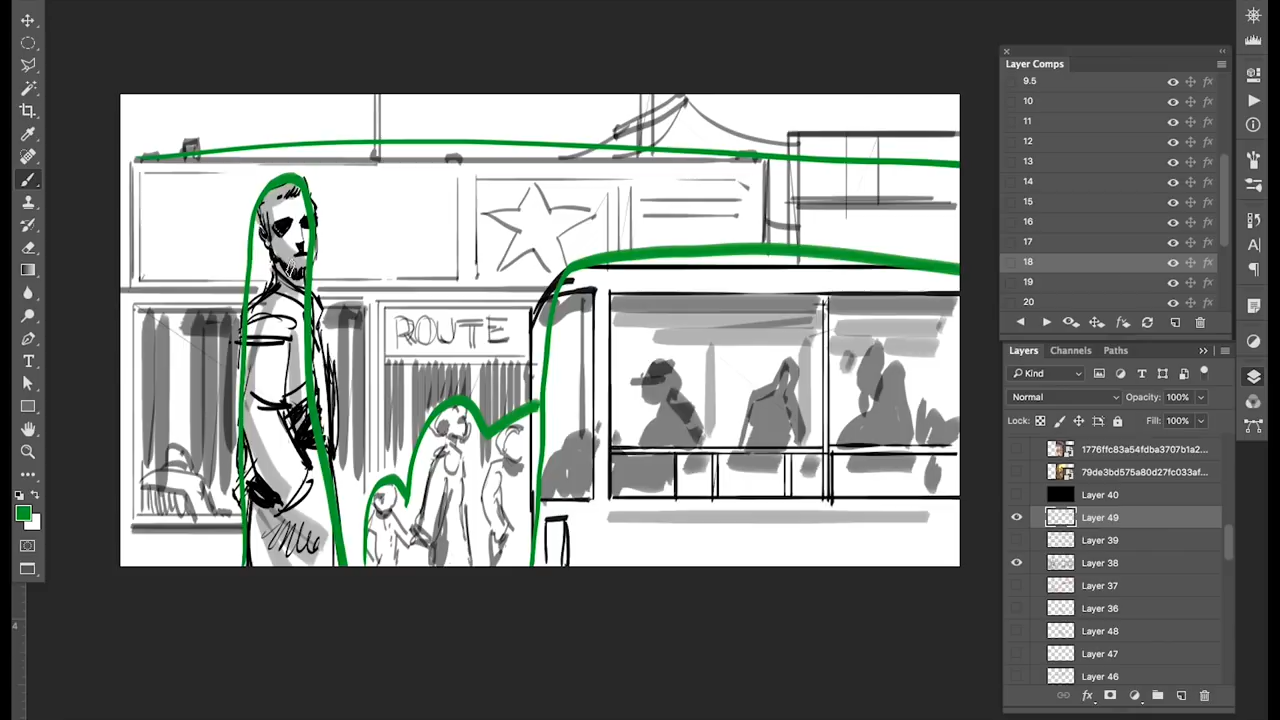 Layer Comps
9.5
10
11
12
13
14
15
16
17
18
19
20
Layers
Channels
Paths
Kind
Normal
Opacity: 100%
Lock:
Fill: 100%
1776ffc83a54fdba3707b1a2...
79de3bd575a80d27fc033af...
Layer 40
Layer 49
Layer 39
Layer 38
Layer 37
Layer 36
Layer 48
Layer 47
Layer 46
ROUTE
4